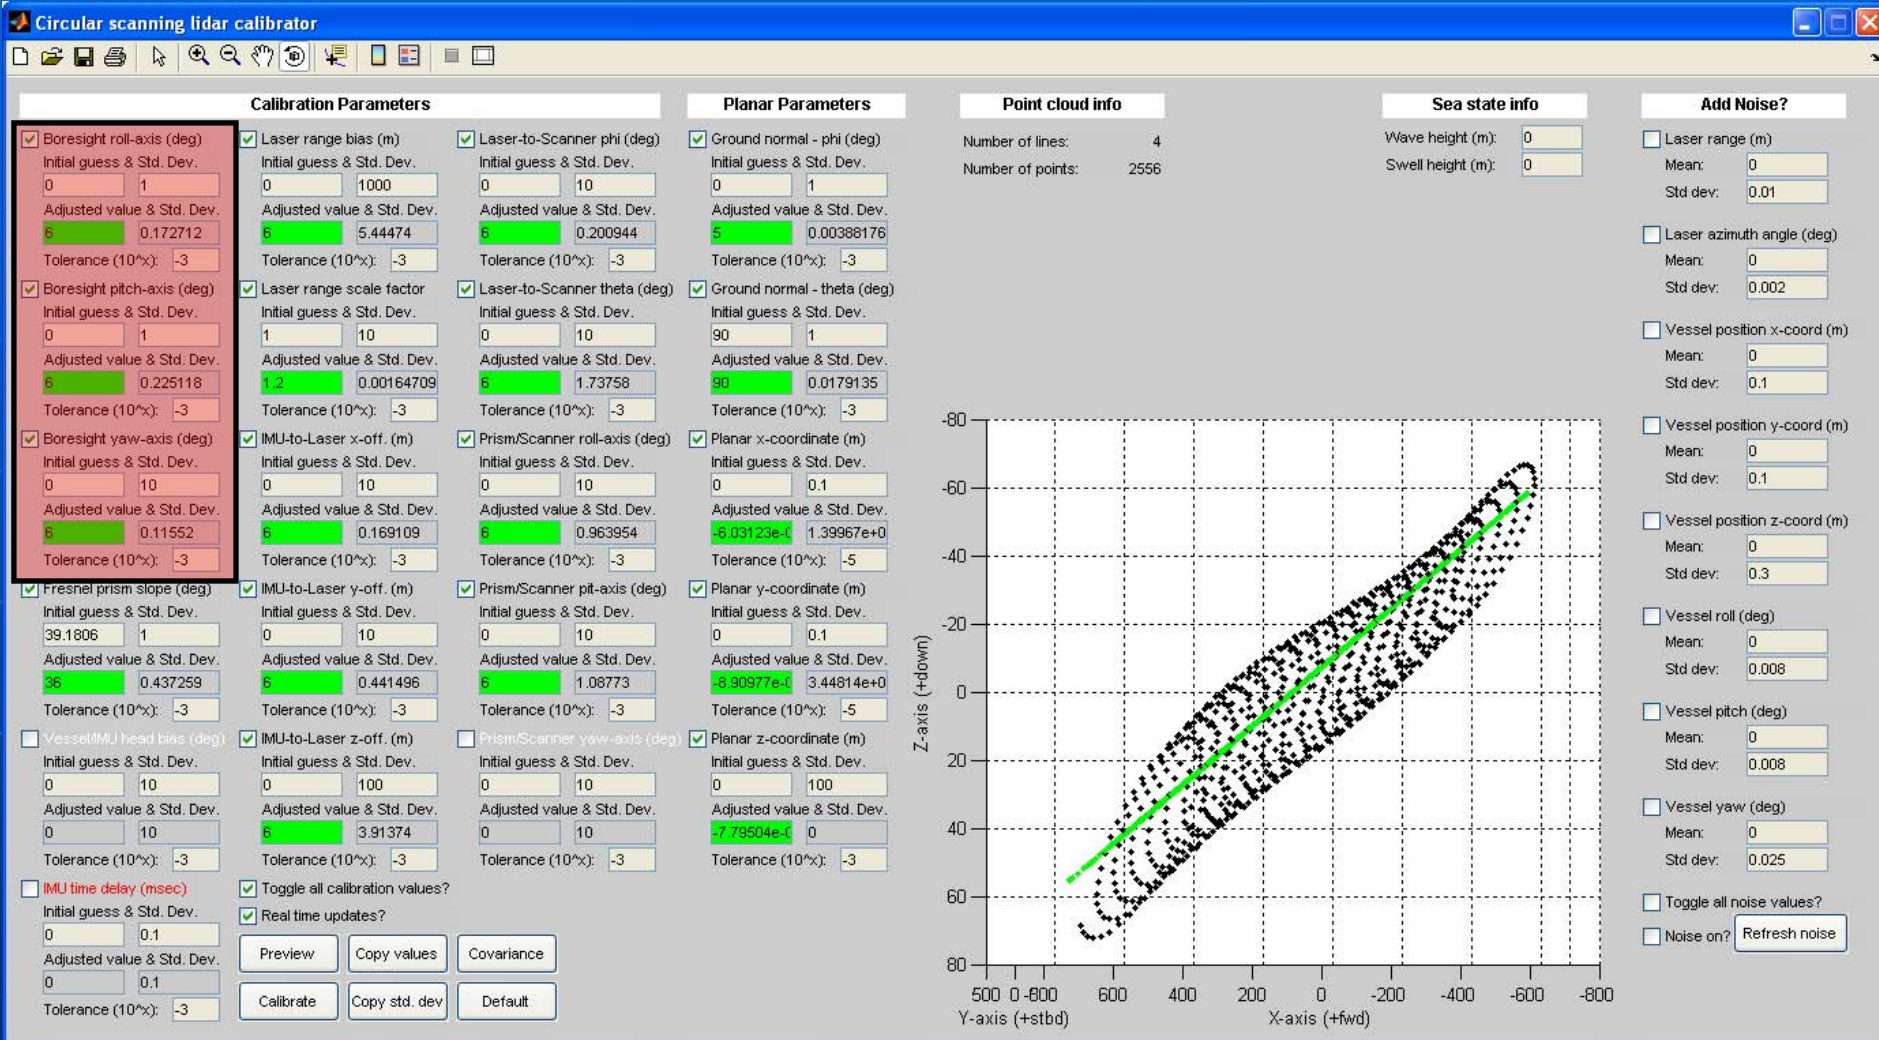 Circular scanning lidar calibrator
Calibration Parameters
Boresight roll-axis (deg)
Initial guess & Std. Dev.
0 1
Adjusted value & Std. Dev.
6 0.172712
Tolerance (10^x): -3
Boresight pitch-axis (deg)
Initial guess & Std. Dev.
0 1
Adjusted value & Std. Dev.
6 0.225118
Tolerance (10^x): -3
Boresight yaw-axis (deg)
Initial guess & Std. Dev.
0 10
Adjusted value & Std. Dev.
6 0.11552
Tolerance (10^x): -3
Fresnel prism slope (deg)
Initial guess & Std. Dev.
39.1806 1
Adjusted value & Std. Dev.
36 0.437259
Tolerance (10^x): -3
Vessel/IMU head bias (deg)
Initial guess & Std. Dev.
0 10
Adjusted value & Std. Dev.
0 10
Tolerance (10^x): -3
IMU time delay (msec)
Initial guess & Std. Dev.
0 0.1
Adjusted value & Std. Dev.
0 0.1
Tolerance (10^x): -3
Laser range bias (m)
Initial guess & Std. Dev.
0 1000
Adjusted value & Std. Dev.
6 5.44474
Tolerance (10^x): -3
Laser range scale factor
Initial guess & Std. Dev.
1 10
Adjusted value & Std. Dev.
1.2 0.00164709
Tolerance (10^x): -3
IMU-to-Laser x-off. (m)
Initial guess & Std. Dev.
0 10
Adjusted value & Std. Dev.
6 0.169109
Tolerance (10^x): -3
IMU-to-Laser y-off. (m)
Initial guess & Std. Dev.
0 10
Adjusted value & Std. Dev.
6 0.441496
Tolerance (10^x): -3
IMU-to-Laser z-off. (m)
Initial guess & Std. Dev.
0 100
Adjusted value & Std. Dev.
6 3.91374
Tolerance (10^x): -3
Toggle all calibration values?
Real time updates?
Preview Copy values Covariance
Calibrate Copy std. dev Default
Laser-to-Scanner phi (deg)
Initial guess & Std. Dev.
0 10
Adjusted value & Std. Dev.
6 0.200944
Tolerance (10^x): -3
Laser-to-Scanner theta (deg)
Initial guess & Std. Dev.
0 10
Adjusted value & Std. Dev.
6 1.73758
Tolerance (10^x): -3
Prism/Scanner roll-axis (deg)
Initial guess & Std. Dev.
0 10
Adjusted value & Std. Dev.
6 0.963954
Tolerance (10^x): -3
Prism/Scanner pit-axis (deg)
Initial guess & Std. Dev.
0 10
Adjusted value & Std. Dev.
6 1.08773
Tolerance (10^x): -3
Prism/Scanner yaw-axis (deg)
Initial guess & Std. Dev.
0 10
Adjusted value & Std. Dev.
0 10
Tolerance (10^x): -3
Planar Parameters
Ground normal - phi (deg)
Initial guess & Std. Dev.
0 1
Adjusted value & Std. Dev.
5 0.00388176
Tolerance (10^x): -3
Ground normal - theta (deg)
Initial guess & Std. Dev.
90 1
Adjusted value & Std. Dev.
90 0.0179135
Tolerance (10^x): -3
Planar x-coordinate (m)
Initial guess & Std. Dev.
0 0.1
Adjusted value & Std. Dev.
-6.03123e-0 1.39967e+0
Tolerance (10^x): -5
Planar y-coordinate (m)
Initial guess & Std. Dev.
0 0.1
Adjusted value & Std. Dev.
-8.90977e-0 3.44814e+0
Tolerance (10^x): -5
Planar z-coordinate (m)
Initial guess & Std. Dev.
0 100
Adjusted value & Std. Dev.
-7.79504e-0 0
Tolerance (10^x): -3
Point cloud info
Number of lines: 4
Number of points: 2556
Sea state info
Wave height (m): 0
Swell height (m): 0
-80
-60
-40
-20
0
20
40
60
80
Z-axis (+down)
500 0 -800 600 400 200 0 -200 -400 -600 -800
Y-axis (+stbd) X-axis (+fwd)
Add Noise?
Laser range (m)
Mean: 0
Std dev: 0.01
Laser azimuth angle (deg)
Mean: 0
Std dev: 0.002
Vessel position x-coord (m)
Mean: 0
Std dev: 0.1
Vessel position y-coord (m)
Mean: 0
Std dev: 0.1
Vessel position z-coord (m)
Mean: 0
Std dev: 0.3
Vessel roll (deg)
Mean: 0
Std dev: 0.008
Vessel pitch (deg)
Mean: 0
Std dev: 0.008
Vessel yaw (deg)
Mean: 0
Std dev: 0.025
Toggle all noise values?
Noise on? Refresh noise